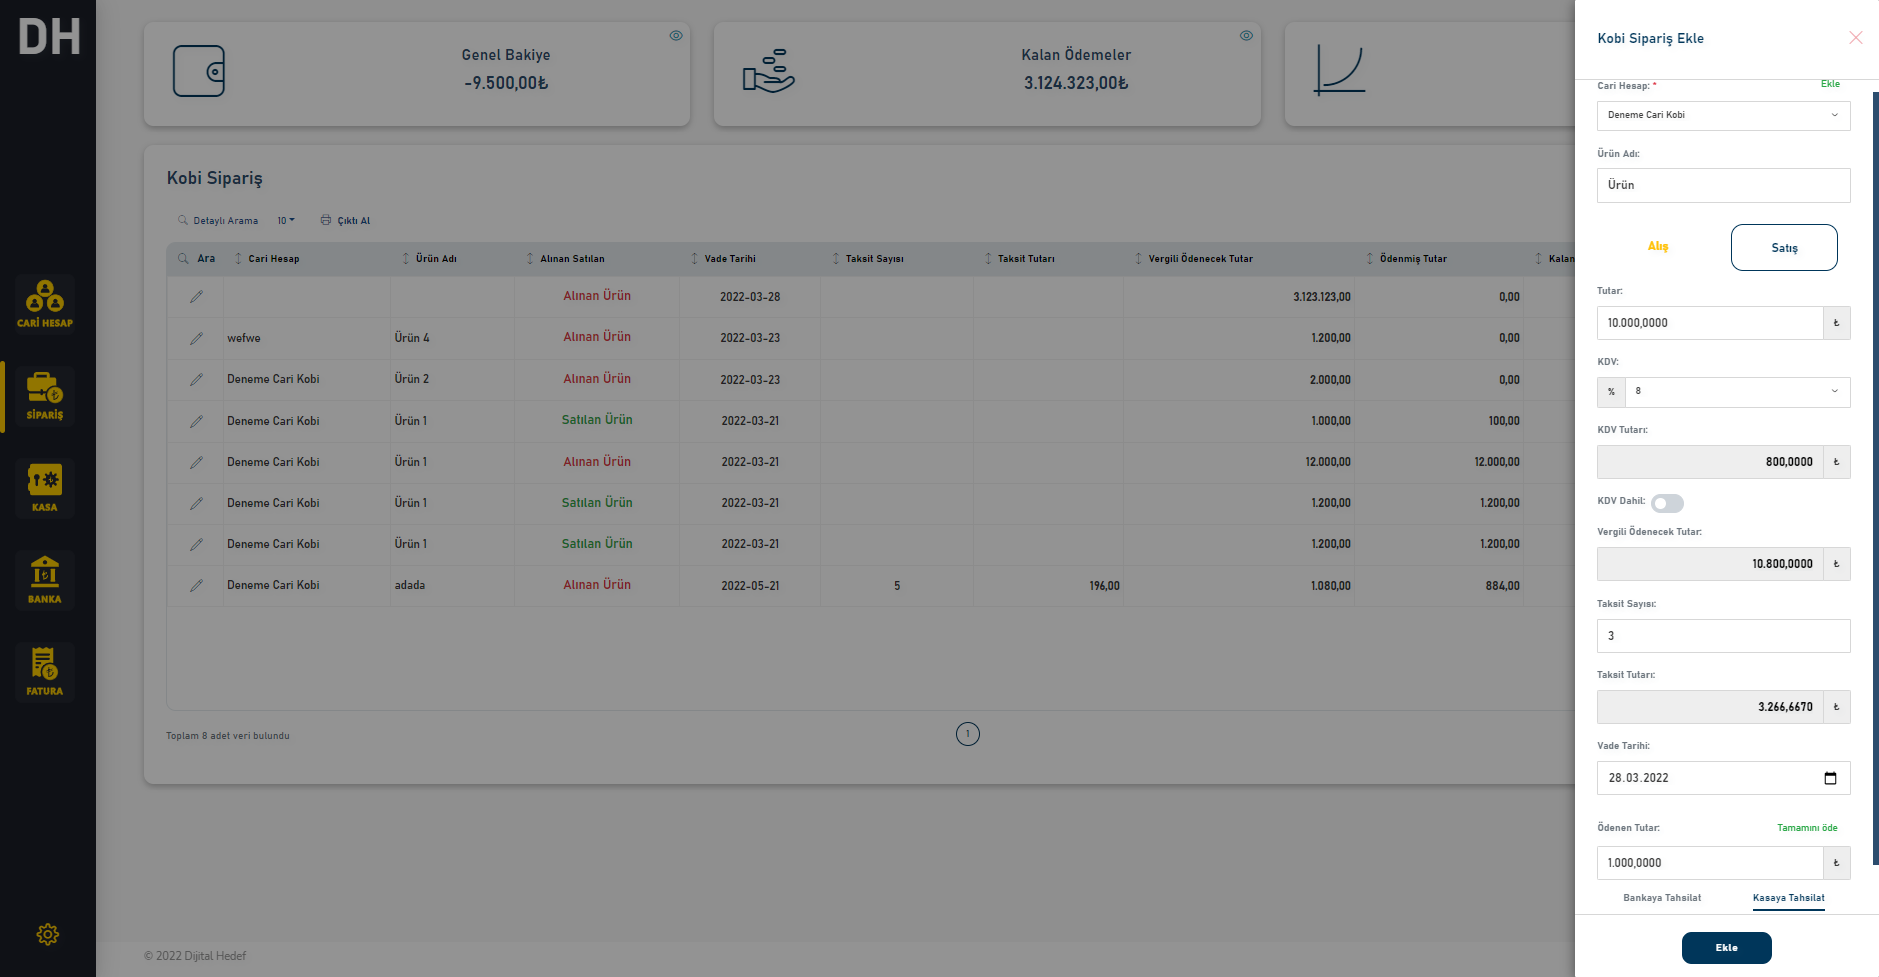 DH
CARİ HESAP
SİPARİŞ
KASA
BANKA
FATURA
Genel Bakiye
-9.500,00₺
Kalan Ödemeler
3.124.323,00₺
Kobi Sipariş
Detaylı Arama 10 Çıktı Al
Ara Cari Hesap Ürün Adı Alınan Satılan Vade Tarihi Taksit Sayısı Taksit Tutarı Vergili Ödenecek Tutar Ödenmiş Tutar Kalan
Alınan Ürün 2022-03-28 3.123.123,00 0,00
wefwe Ürün 4 Alınan Ürün 2022-03-23 1.200,00 0,00
Deneme Cari Kobi Ürün 2 Alınan Ürün 2022-03-23 2.000,00 0,00
Deneme Cari Kobi Ürün 1 Satılan Ürün 2022-03-21 1.000,00 100,00
Deneme Cari Kobi Ürün 1 Alınan Ürün 2022-03-21 12.000,00 12.000,00
Deneme Cari Kobi Ürün 1 Satılan Ürün 2022-03-21 1.200,00 1.200,00
Deneme Cari Kobi Ürün 1 Satılan Ürün 2022-03-21 1.200,00 1.200,00
Deneme Cari Kobi adada Alınan Ürün 2022-05-21 5 196,00 1.080,00 884,00
Toplam 8 adet veri bulundu
1
© 2022 Dijital Hedef
Kobi Sipariş Ekle
Cari Hesap: * Ekle
Deneme Cari Kobi
Ürün Adı:
Ürün
Alış Satış
Tutar:
10.000,0000 ₺
KDV:
% 8
KDV Tutarı:
800,0000 ₺
KDV Dahil:
Vergili Ödenecek Tutar:
10.800,0000 ₺
Taksit Sayısı:
3
Taksit Tutarı:
3.266,6670 ₺
Vade Tarihi:
28.03.2022
Ödenen Tutar: Tamamını öde
1.000,0000 ₺
Bankaya Tahsilat Kasaya Tahsilat
Ekle